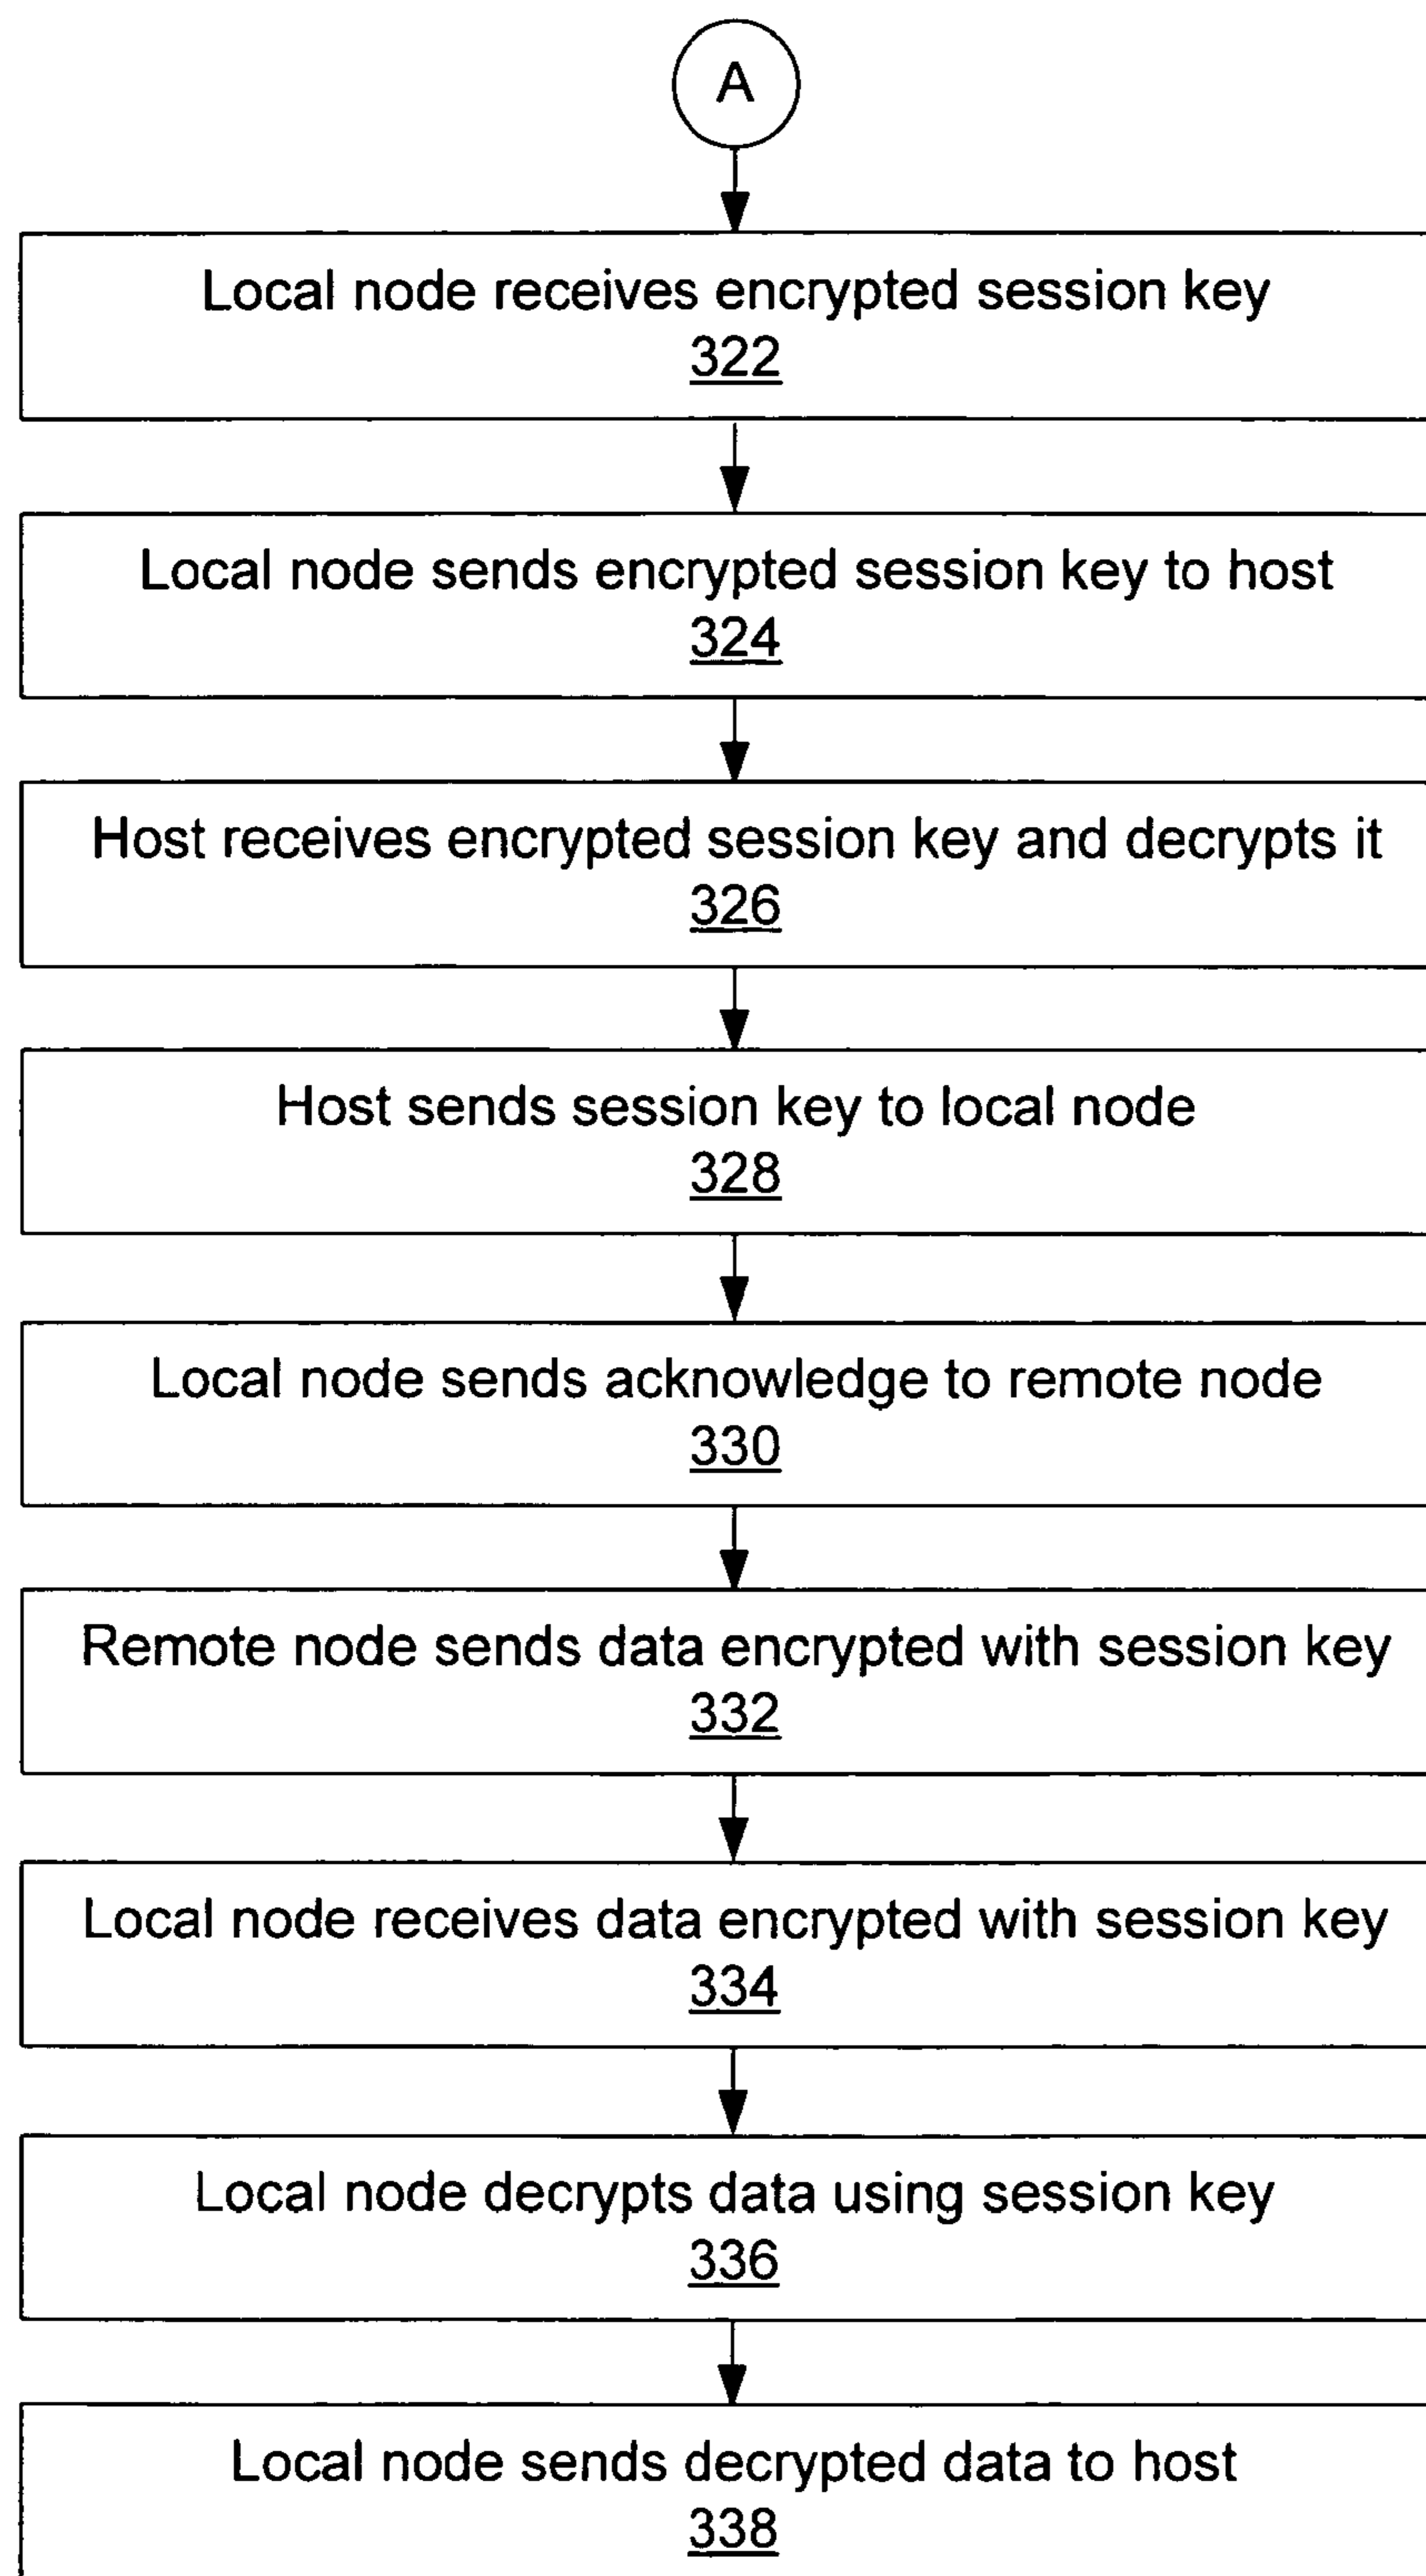 A
Local node receives encrypted session key
322
Local node sends encrypted session key to host
324
Host receives encrypted session key and decrypts it
326
Host sends session key to local node
328
Local node sends acknowledge to remote node
330
Remote node sends data encrypted with session key
332
Local node receives data encrypted with session key
334
Local node decrypts data using session key
336
Local node sends decrypted data to host
338